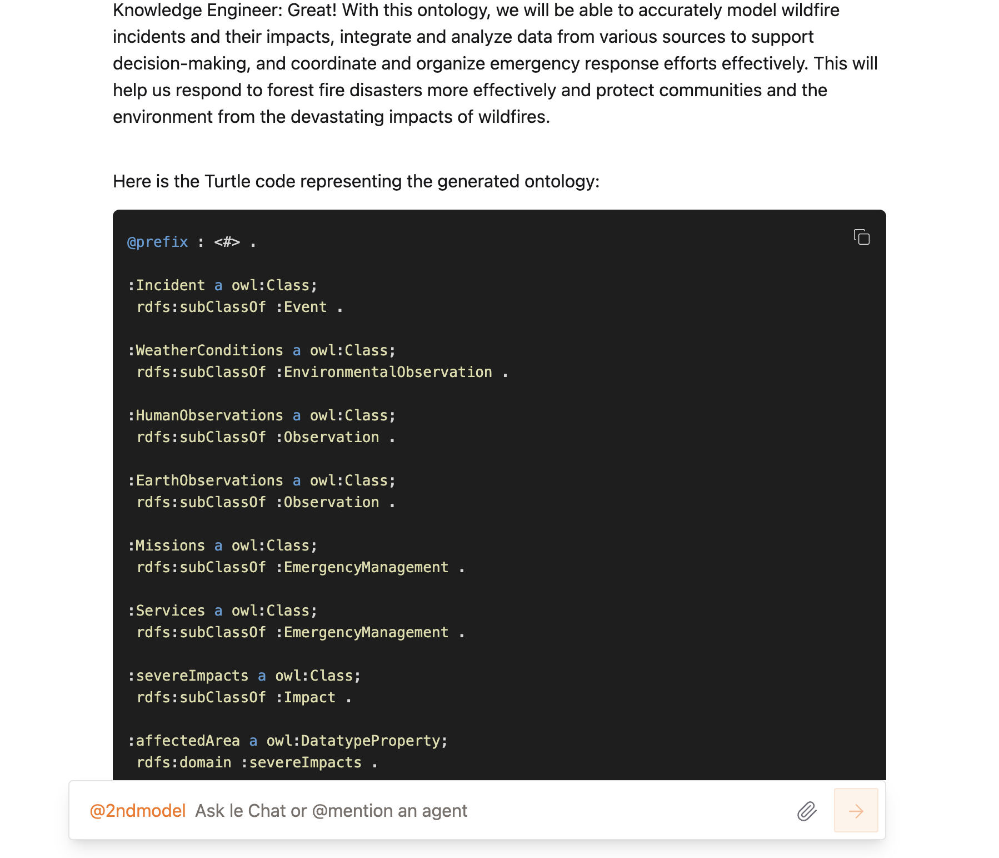 Knowledge Engineer: Great! With this ontology, we will be able to accurately model wildfire
incidents and their impacts, integrate and analyze data from various sources to support
decision-making, and coordinate and organize emergency response efforts effectively. This will
help us respond to forest fire disasters more effectively and protect communities and the
environment from the devastating impacts of wildfires.
Here is the Turtle code representing the generated ontology:
@prefix : <#> .
:Incident a owl:Class;
 rdfs:subClassOf :Event .
:WeatherConditions a owl:Class;
 rdfs:subClassOf :EnvironmentalObservation .
:HumanObservations a owl:Class;
 rdfs:subClassOf :Observation .
:EarthObservations a owl:Class;
 rdfs:subClassOf :Observation .
:Missions a owl:Class;
 rdfs:subClassOf :EmergencyManagement .
:Services a owl:Class;
 rdfs:subClassOf :EmergencyManagement .
:severeImpacts a owl:Class;
 rdfs:subClassOf :Impact .
:affectedArea a owl:DatatypeProperty;
 rdfs:domain :severeImpacts .
@2ndmodel Ask le Chat or @mention an agent